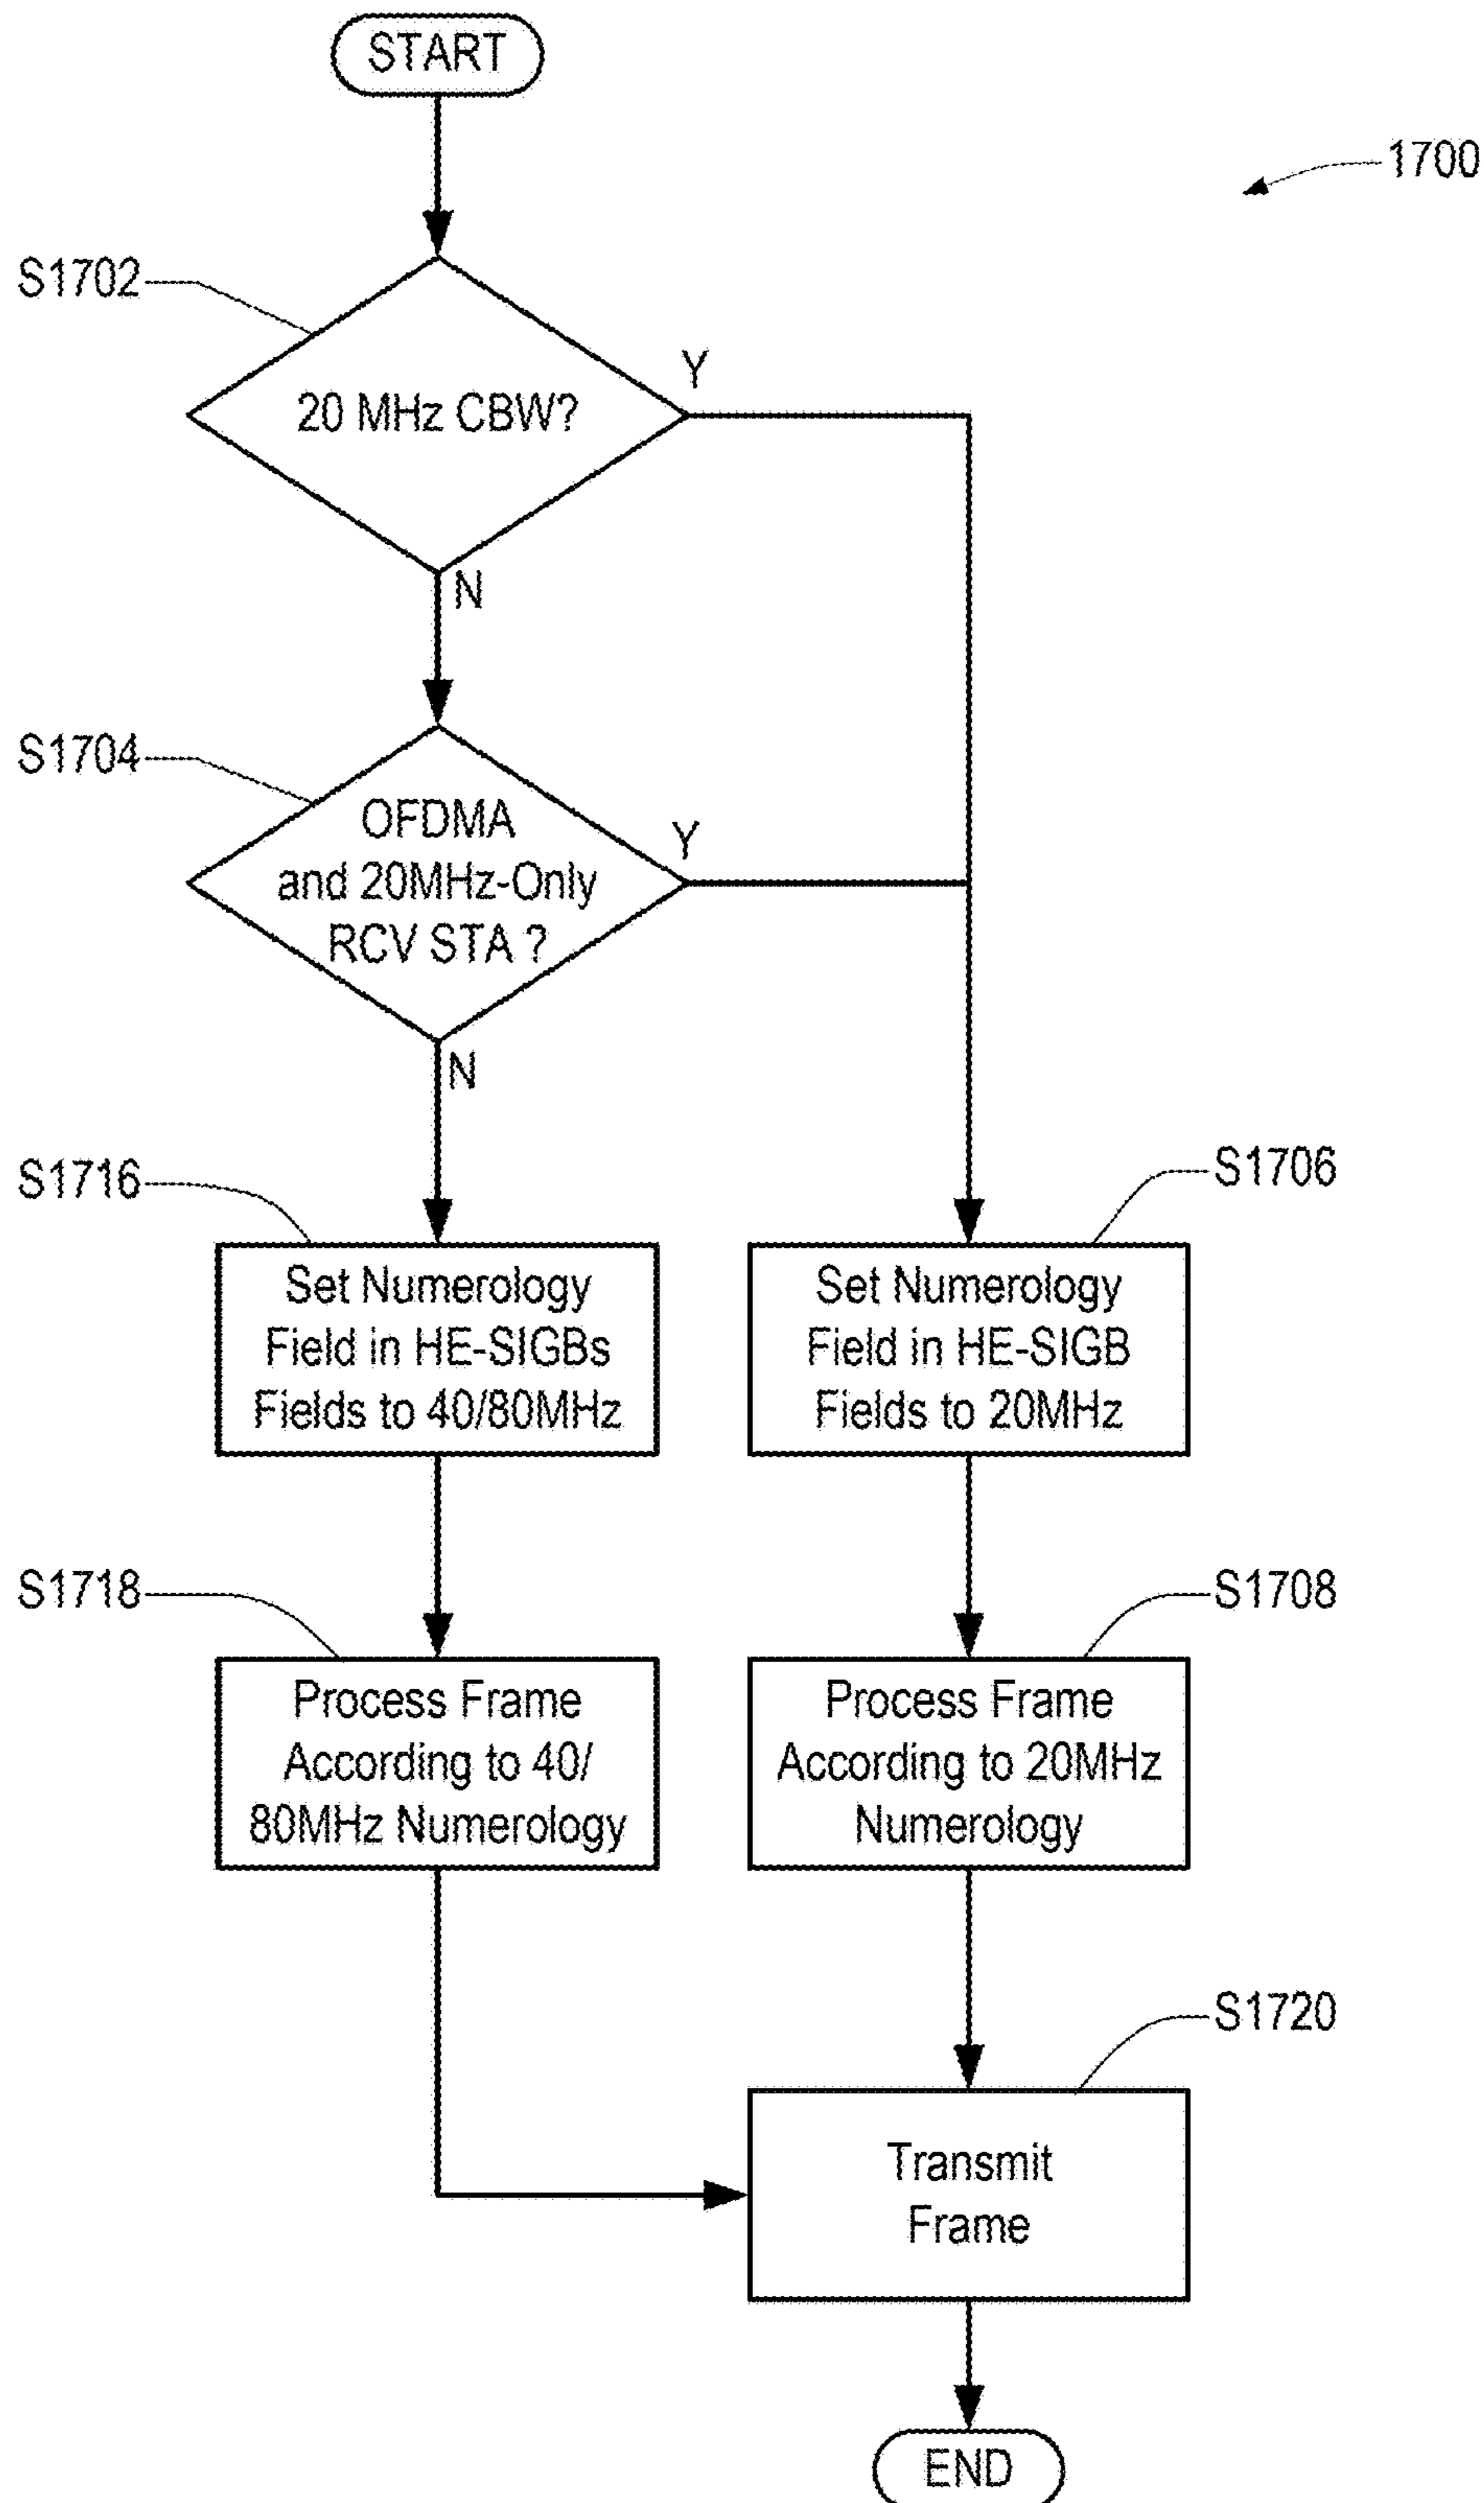 START
1700
S1702
20 MHz CBW?
Y
N
S1704
OFDMA
and 20MHz-Only
RCV STA ?
Y
N
S1716
Set Numerology
Field in HE-SIGBs
Fields to 40/80MHz
S1706
Set Numerology
Field in HE-SIGB
Fields to 20MHz
S1718
Process Frame
According to 40/
80MHz Numerology
S1708
Process Frame
According to 20MHz
Numerology
S1720
Transmit
Frame
END